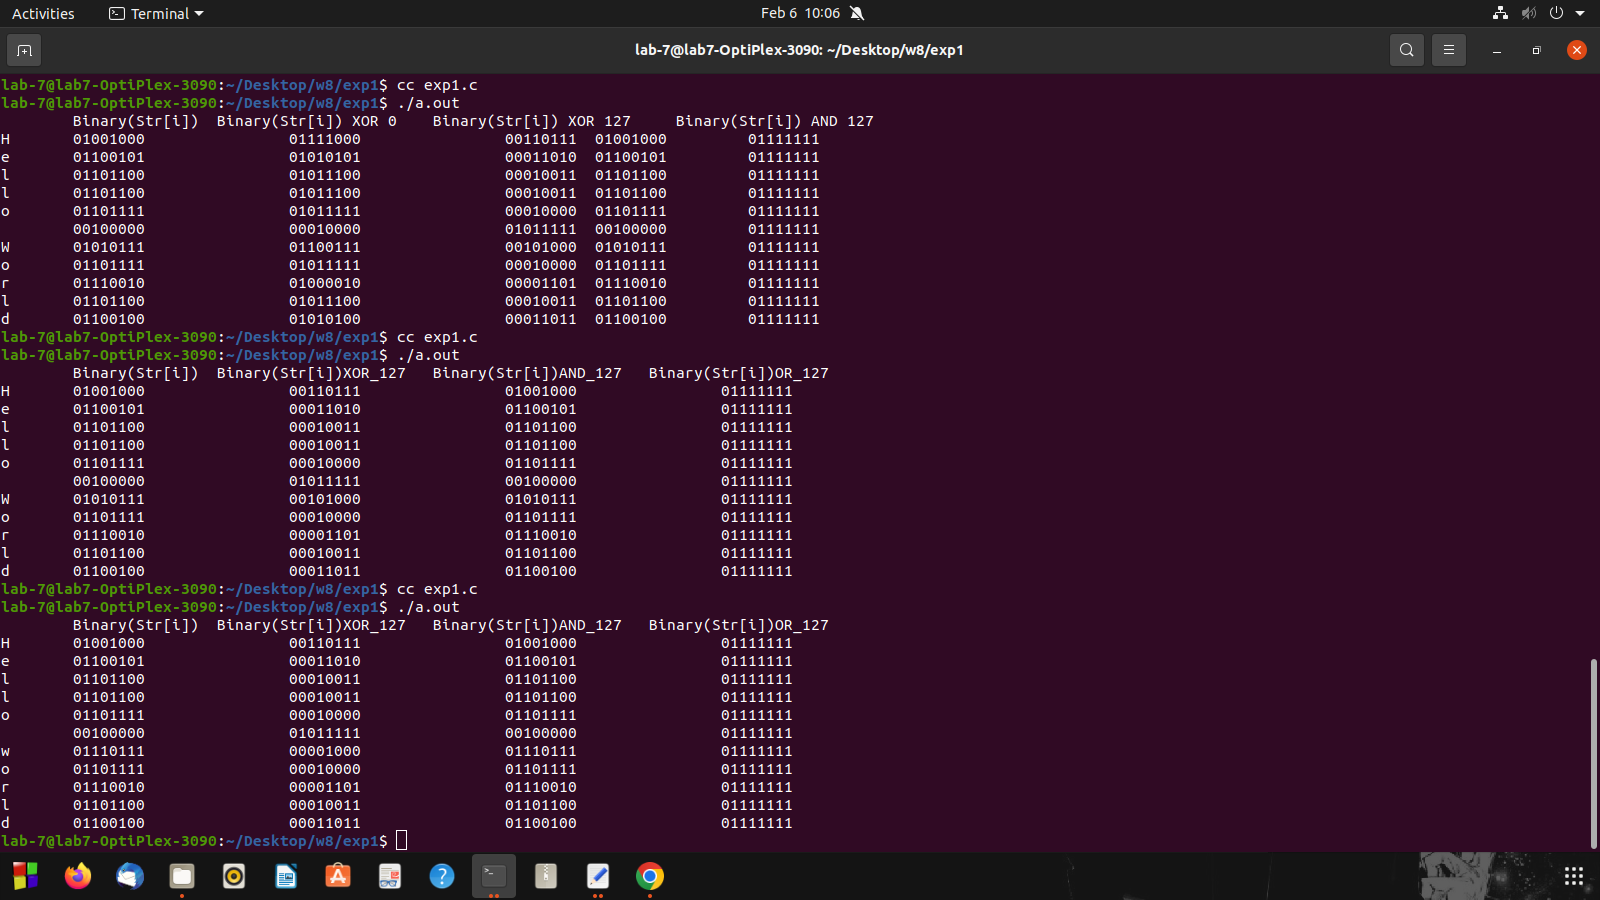 Activities Terminal Feb 6 10:06
lab-7@lab7-OptiPlex-3090: ~/Desktop/w8/exp1
lab-7@lab7-OptiPlex-3090:~/Desktop/w8/exp1$ cc exp1.c
lab-7@lab7-OptiPlex-3090:~/Desktop/w8/exp1$ ./a.out
Binary(Str[i]) Binary(Str[i]) XOR 0 Binary(Str[i]) XOR 127 Binary(Str[i]) AND 127
H 01001000 01111000 00110111 01001000 01111111
e 01100101 01010101 00011010 01100101 01111111
l 01101100 01011100 00010011 01101100 01111111
l 01101100 01011100 00010011 01101100 01111111
o 01101111 01011111 00010000 01101111 01111111
00100000 00010000 01011111 00100000 01111111
W 01010111 01100111 00101000 01010111 01111111
o 01101111 01011111 00010000 01101111 01111111
r 01110010 01000010 00001101 01110010 01111111
l 01101100 01011100 00010011 01101100 01111111
d 01100100 01010100 00011011 01100100 01111111
lab-7@lab7-OptiPlex-3090:~/Desktop/w8/exp1$ cc exp1.c
lab-7@lab7-OptiPlex-3090:~/Desktop/w8/exp1$ ./a.out
Binary(Str[i]) Binary(Str[i])XOR_127 Binary(Str[i])AND_127 Binary(Str[i])OR_127
H 01001000 00110111 01001000 01111111
e 01100101 00011010 01100101 01111111
l 01101100 00010011 01101100 01111111
l 01101100 00010011 01101100 01111111
o 01101111 00010000 01101111 01111111
00100000 01011111 00100000 01111111
W 01010111 00101000 01010111 01111111
o 01101111 00010000 01101111 01111111
r 01110010 00001101 01110010 01111111
l 01101100 00010011 01101100 01111111
d 01100100 00011011 01100100 01111111
lab-7@lab7-OptiPlex-3090:~/Desktop/w8/exp1$ cc exp1.c
lab-7@lab7-OptiPlex-3090:~/Desktop/w8/exp1$ ./a.out
Binary(Str[i]) Binary(Str[i])XOR_127 Binary(Str[i])AND_127 Binary(Str[i])OR_127
H 01001000 00110111 01001000 01111111
e 01100101 00011010 01100101 01111111
l 01101100 00010011 01101100 01111111
l 01101100 00010011 01101100 01111111
o 01101111 00010000 01101111 01111111
00100000 01011111 00100000 01111111
w 01110111 00001000 01110111 01111111
o 01101111 00010000 01101111 01111111
r 01110010 00001101 01110010 01111111
l 01101100 00010011 01101100 01111111
d 01100100 00011011 01100100 01111111
lab-7@lab7-OptiPlex-3090:~/Desktop/w8/exp1$